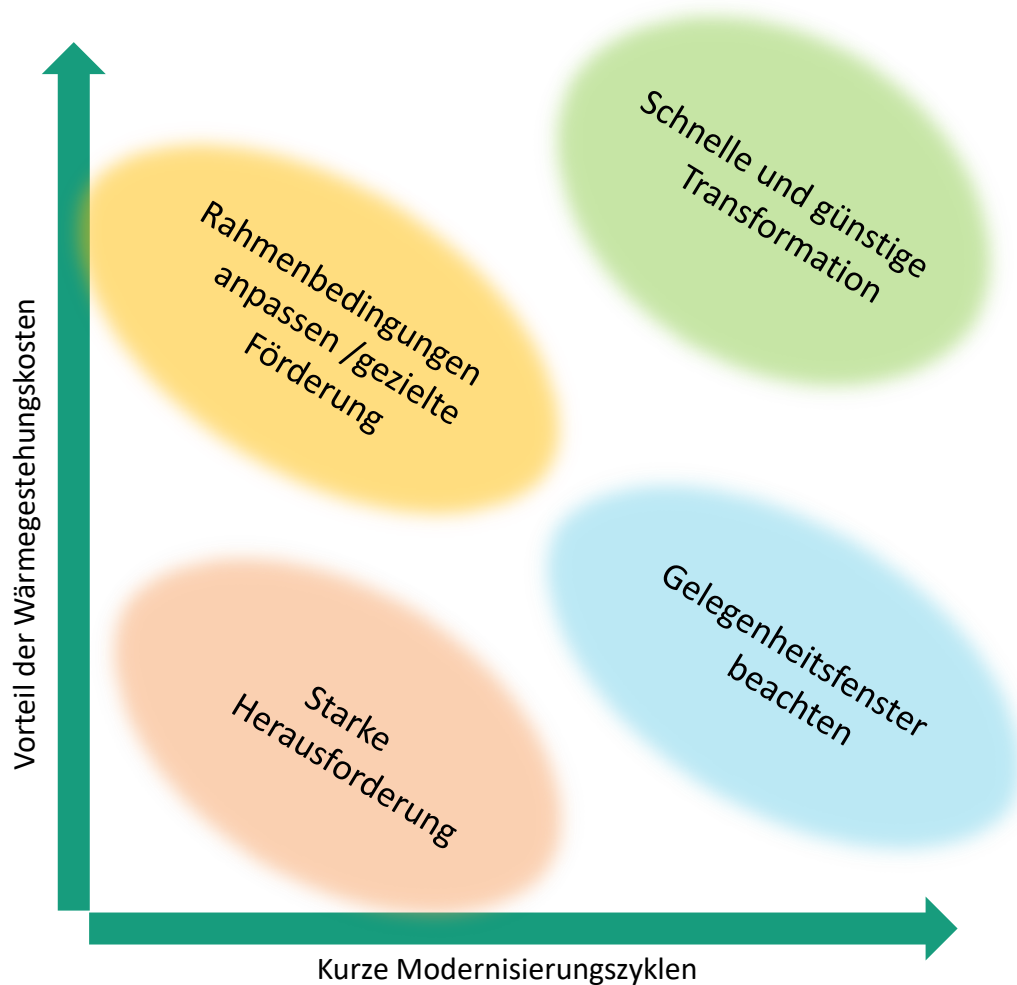 Schnelle und günstige
Transformation
Rahmenbedingungen
anpassen /gezielte
Förderung
Vorteil der Wärmegestehungskosten
Gelegenheitsfenster
beachten
Starke
Herausforderung
Kurze Modernisierungszyklen